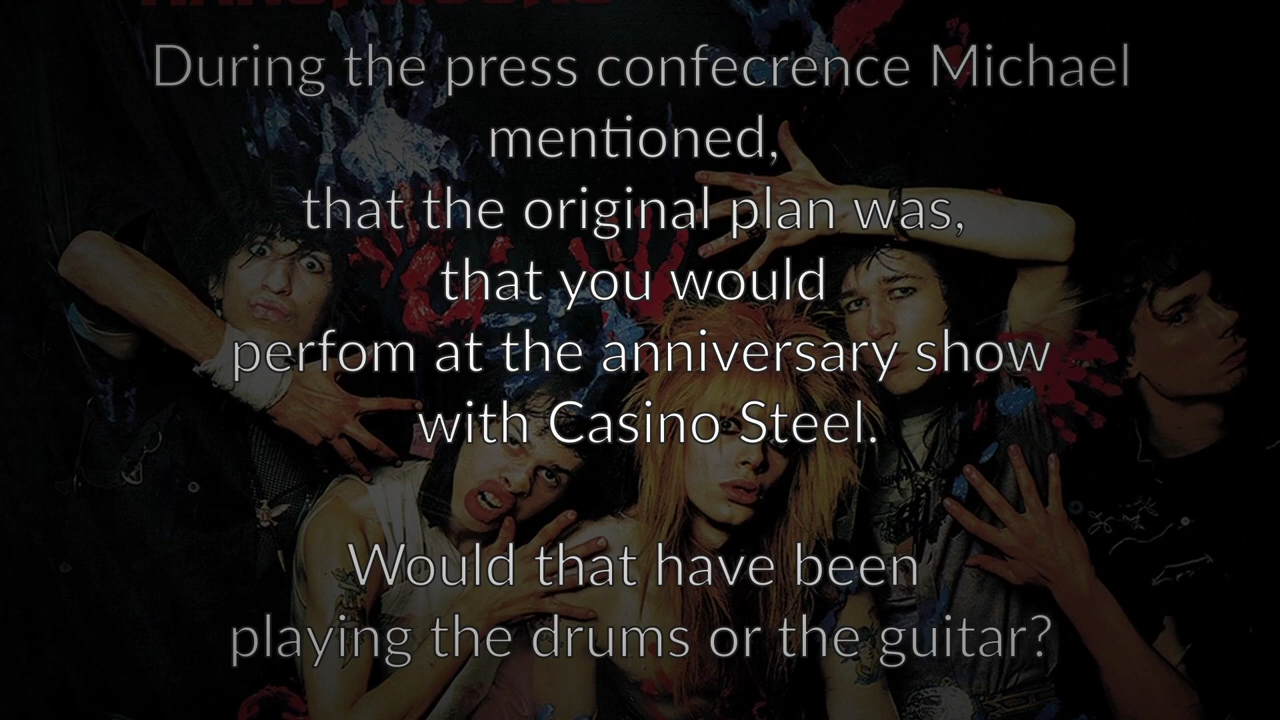 During the press confecrence Michael
mentioned,
that the original plan was,
that you would
perfom at the anniversary show
with Casino Steel.
Would that have been
playing the drums or the guitar?